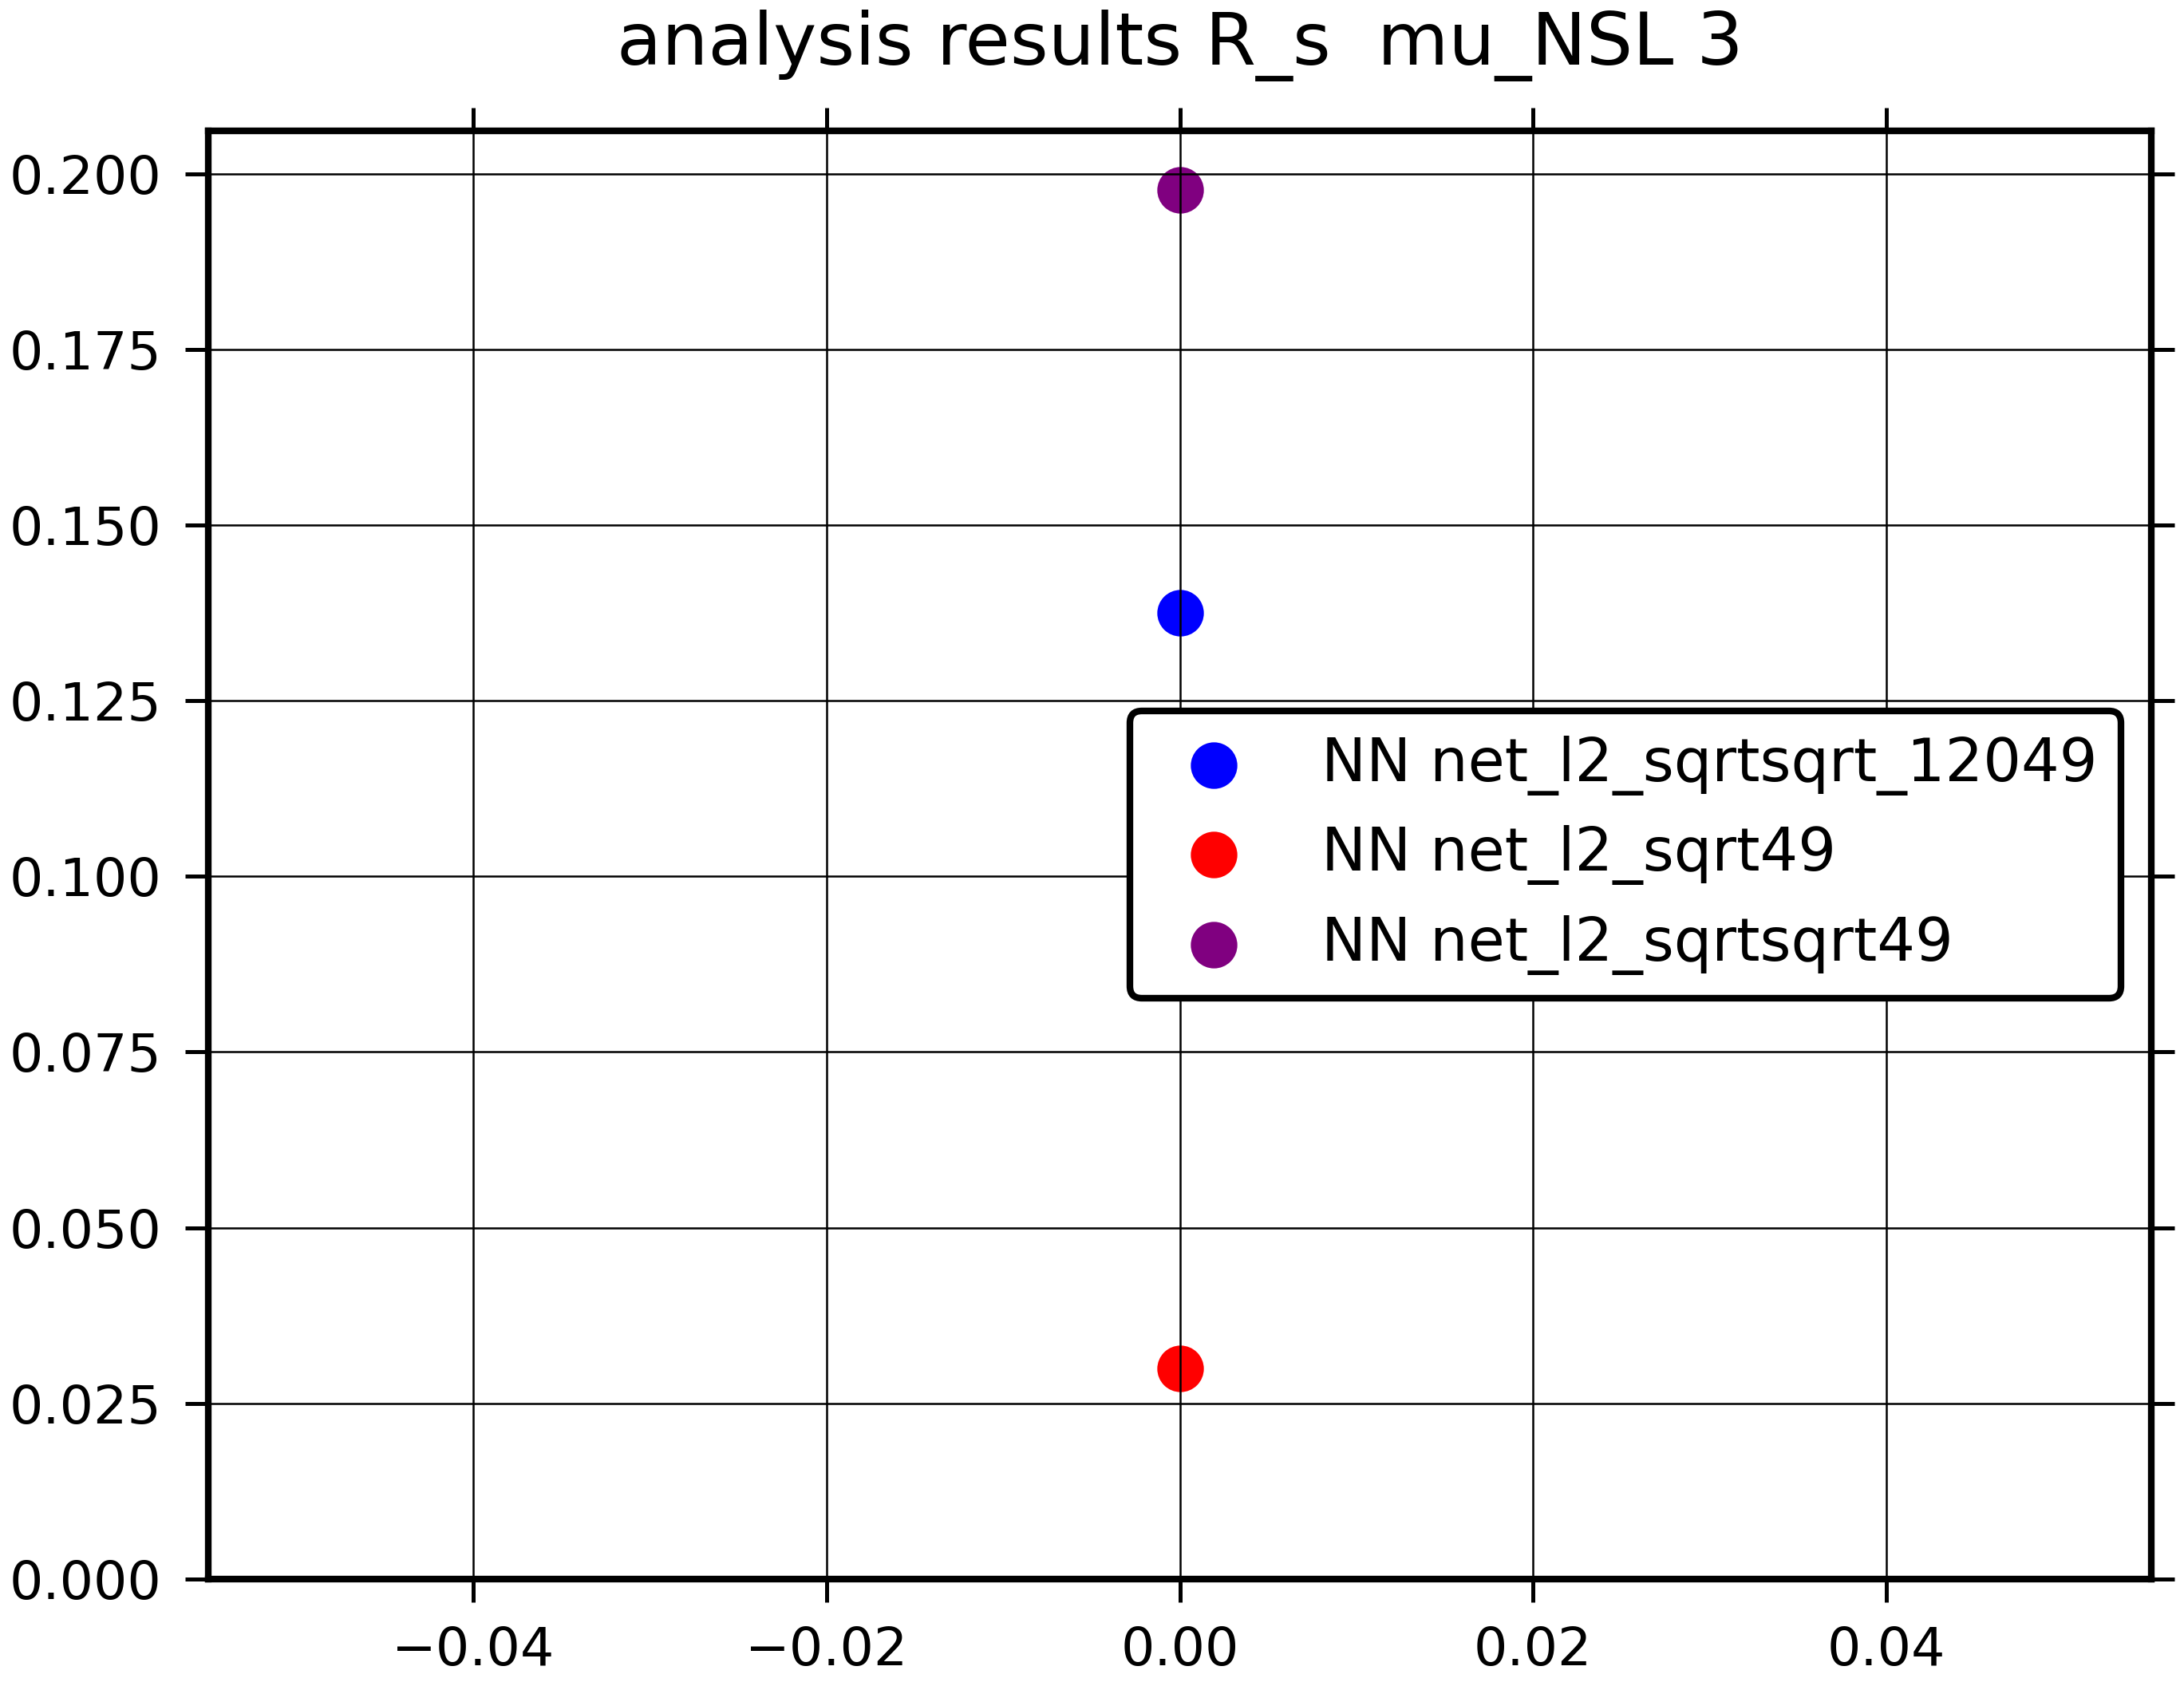 analysis results R_s  mu_NSL 3
0.200
0.175
0.150
0.125
0.100
0.075
0.050
0.025
0.000
NN net_l2_sqrtsqrt_12049
NN net_l2_sqrt49
NN net_l2_sqrtsqrt49
−0.04 −0.02 0.00 0.02 0.04